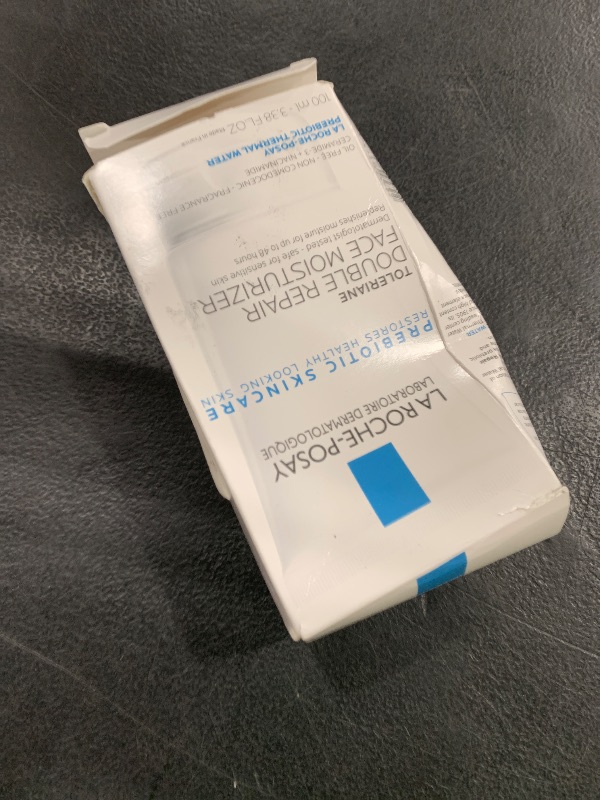 LA ROCHE-POSAY
LABORATOIRE DERMATOLOGIQUE
PREBIOTIC SKINCARE
RESTORES HEALTHY LOOKING SKIN
TOLERIANE
DOUBLE REPAIR
FACE MOISTURIZER
Dermatologist tested - safe for sensitive skin
Replenishes moisture for up to 48 hours
OIL FREE - NON COMEDOGENIC - FRAGRANCE FREE
CERAMIDE 3 + NIACINAMIDE
LA ROCHE-POSAY
PREBIOTIC THERMAL WATER
100 ml - 3.38 FL.OZ Made in France
WATER